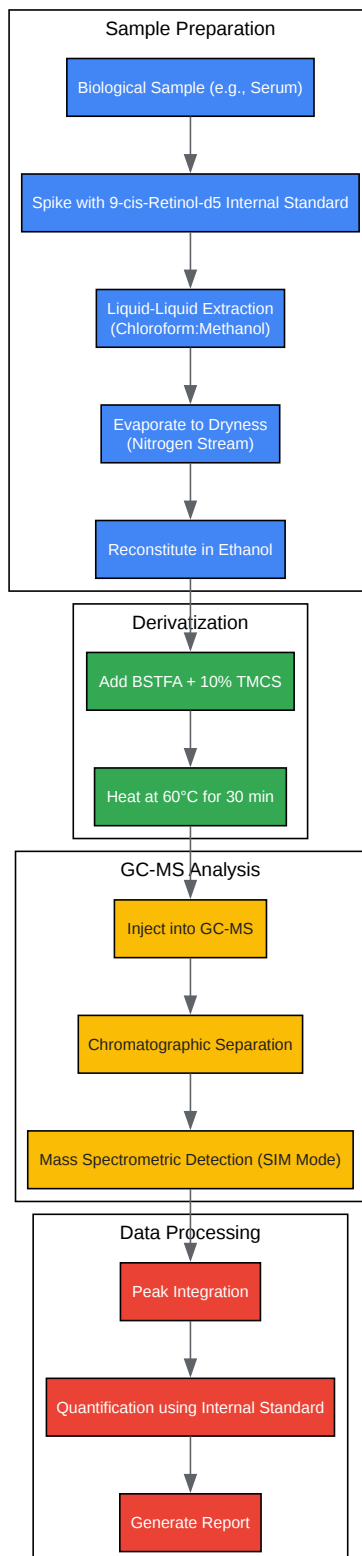 Sample Preparation
Biological Sample (e.g., Serum)
Spike with 9-cis-Retinol-d5 Internal Standard
Liquid-Liquid Extraction
(Chloroform:Methanol)
Evaporate to Dryness
(Nitrogen Stream)
Reconstitute in Ethanol
Derivatization
Add BSTFA + 10% TMCS
Heat at 60°C for 30 min
GC-MS Analysis
Inject into GC-MS
Chromatographic Separation
Mass Spectrometric Detection (SIM Mode)
Data Processing
Peak Integration
Quantification using Internal Standard
Generate Report